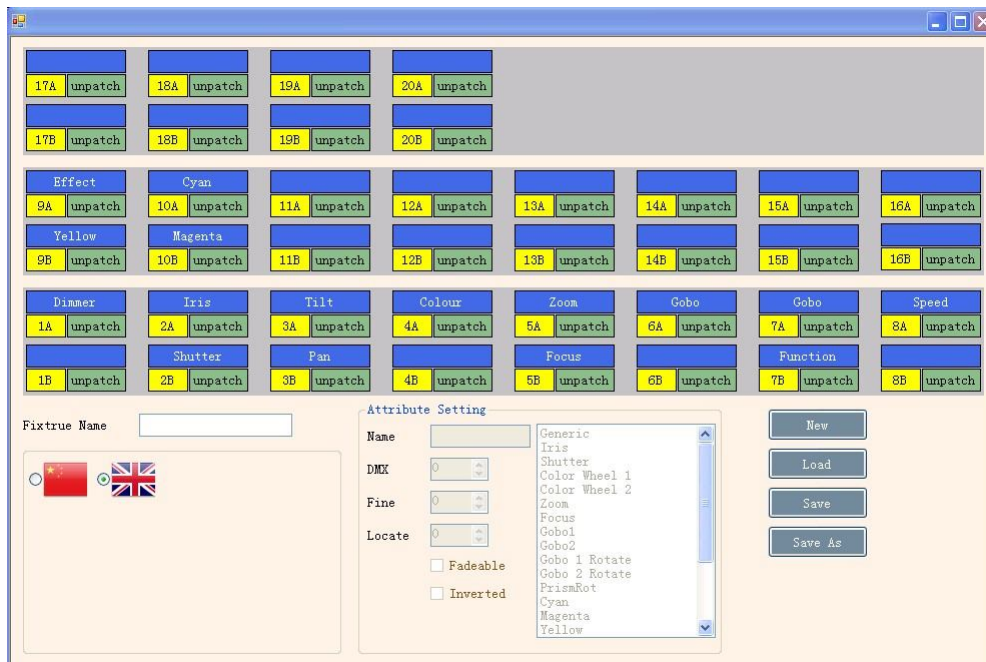 17A unpatch 18A unpatch 19A unpatch 20A unpatch
17B unpatch 18B unpatch 19B unpatch 20B unpatch
Effect Cyan
9A unpatch 10A unpatch 11A unpatch 12A unpatch 13A unpatch 14A unpatch 15A unpatch 16A unpatch
Yellow Magenta
9B unpatch 10B unpatch 11B unpatch 12B unpatch 13B unpatch 14B unpatch 15B unpatch 16B unpatch
Dimmer Iris Tilt Colour Zoom Gobo Gobo Speed
1A unpatch 2A unpatch 3A unpatch 4A unpatch 5A unpatch 6A unpatch 7A unpatch 8A unpatch
Shutter Pan Focus Function
1B unpatch 2B unpatch 3B unpatch 4B unpatch 5B unpatch 6B unpatch 7B unpatch 8B unpatch
Fixtrue Name
Attribute Setting
Name
DMX 0
Fine 0
Locate 0
Fadeable
Inverted
Generic
Iris
Shutter
Color Wheel 1
Color Wheel 2
Zoom
Focus
Gobo1
Gobo2
Gobo 1 Rotate
Gobo 2 Rotate
PrismRot
Cyan
Magenta
Yellow
New
Load
Save
Save As